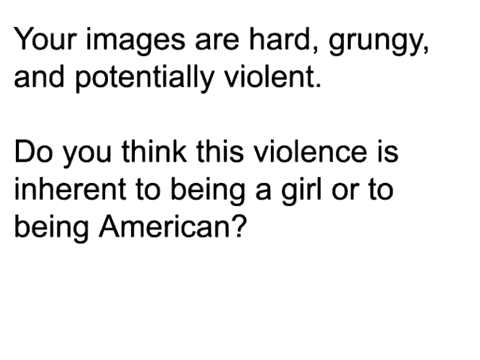 Your images are hard, grungy,
and potentially violent.
Do you think this violence is
inherent to being a girl or to
being American?